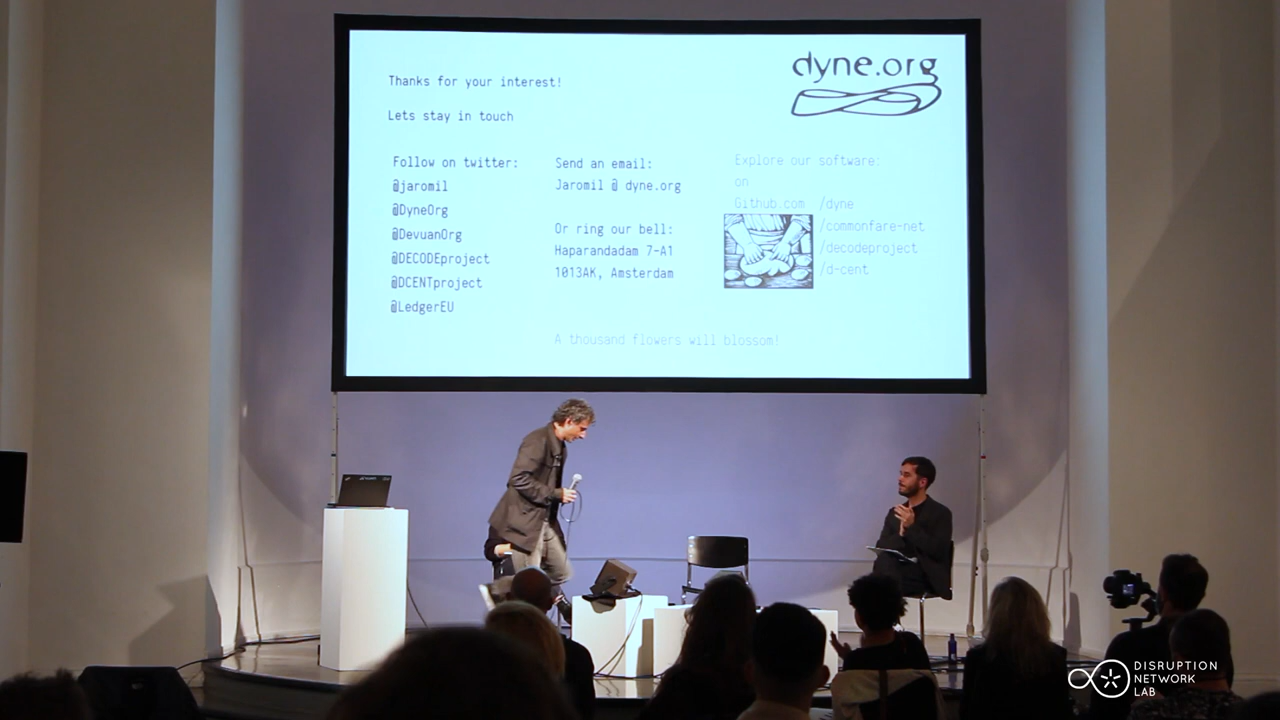 dyne.org
Thanks for your interest!
Lets stay in touch
Follow on twitter:
@jaromil
@DyneOrg
@DevuanOrg
@DECODEproject
@DCENTproject
@LedgerEU
Send an email:
Jaromil @ dyne.org
Or ring our bell:
Haparandadam 7-A1
1013AK, Amsterdam
Explore our software:
on
Github.com /dyne
/commonfare-net
/decodeproject
/d-cent
A thousand flowers will blossom!
DISRUPTION
NETWORK
LAB